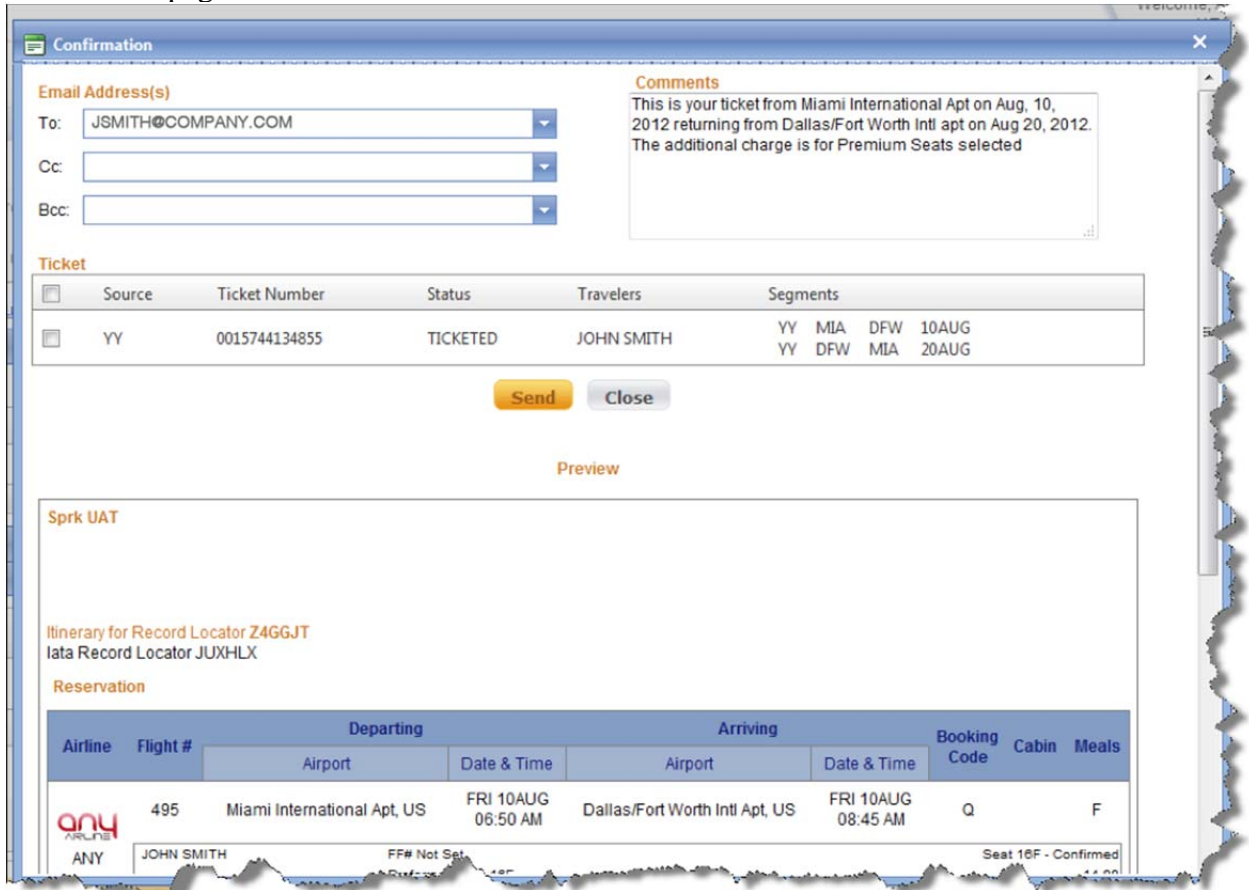 Confirmation
Email Address(s)
To: JSMITH@COMPANY.COM
Cc:
Bcc:
Comments
This is your ticket from Miami International Apt on Aug, 10,
2012 returning from Dallas/Fort Worth Intl apt on Aug 20, 2012.
The additional charge is for Premium Seats selected
Ticket
Source Ticket Number Status Travelers Segments
YY 0015744134855 TICKETED JOHN SMITH YY MIA DFW 10AUG
YY DFW MIA 20AUG
Send Close
Preview
Sprk UAT
Itinerary for Record Locator Z4GGJT
Iata Record Locator JUXHLX
Reservation
Airline Flight # Departing Arriving Booking Code Cabin Meals
Airport Date & Time Airport Date & Time
any AIRLINE 495 Miami International Apt, US FRI 10AUG 06:50 AM Dallas/Fort Worth Intl Apt, US FRI 10AUG 08:45 AM Q F
ANY JOHN SMITH FF# Not Set Seat 16F - Confirmed